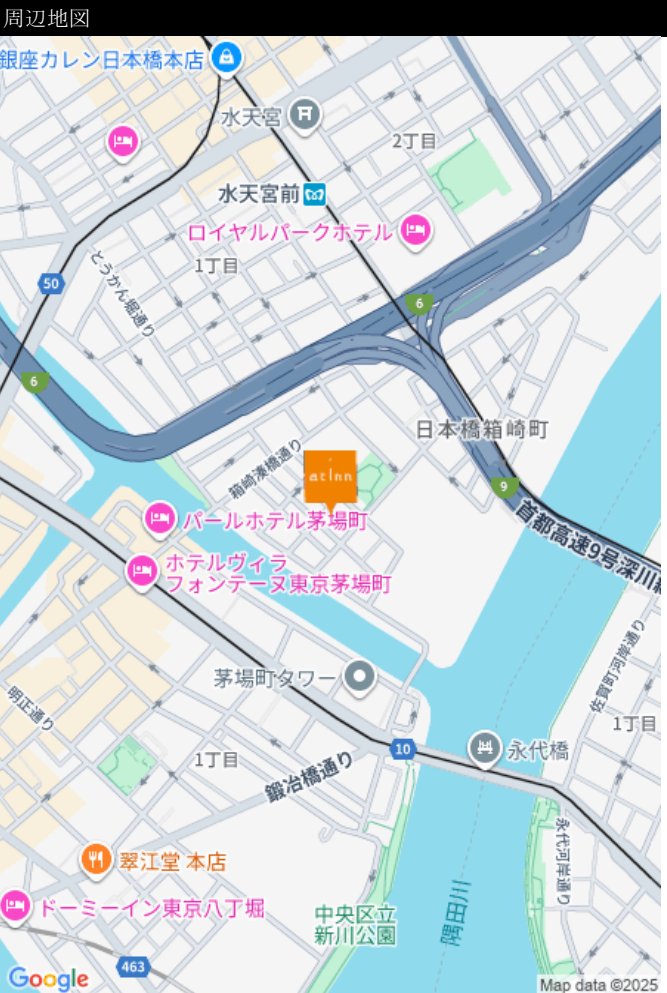 周辺地図
銀座カレン日本橋本店
水天宮
2丁目
水天宮前
ロイヤルパークホテル
1丁目
50
とうかん堀通り
6
6
日本橋箱崎町
箱崎湊橋通り
atinn
9
首都高速9号深川線
パールホテル茅場町
ホテルヴィラ
フォンテーヌ東京茅場町
佐賀町河岸通り
茅場町タワー
明正通り
1丁目
10
永代橋
1丁目
鍛冶橋通り
永代河岸通り
翠江堂 本店
ドーミーイン東京八丁堀
中央区立
新川公園
隅田川
463
Google
Map data ©2025